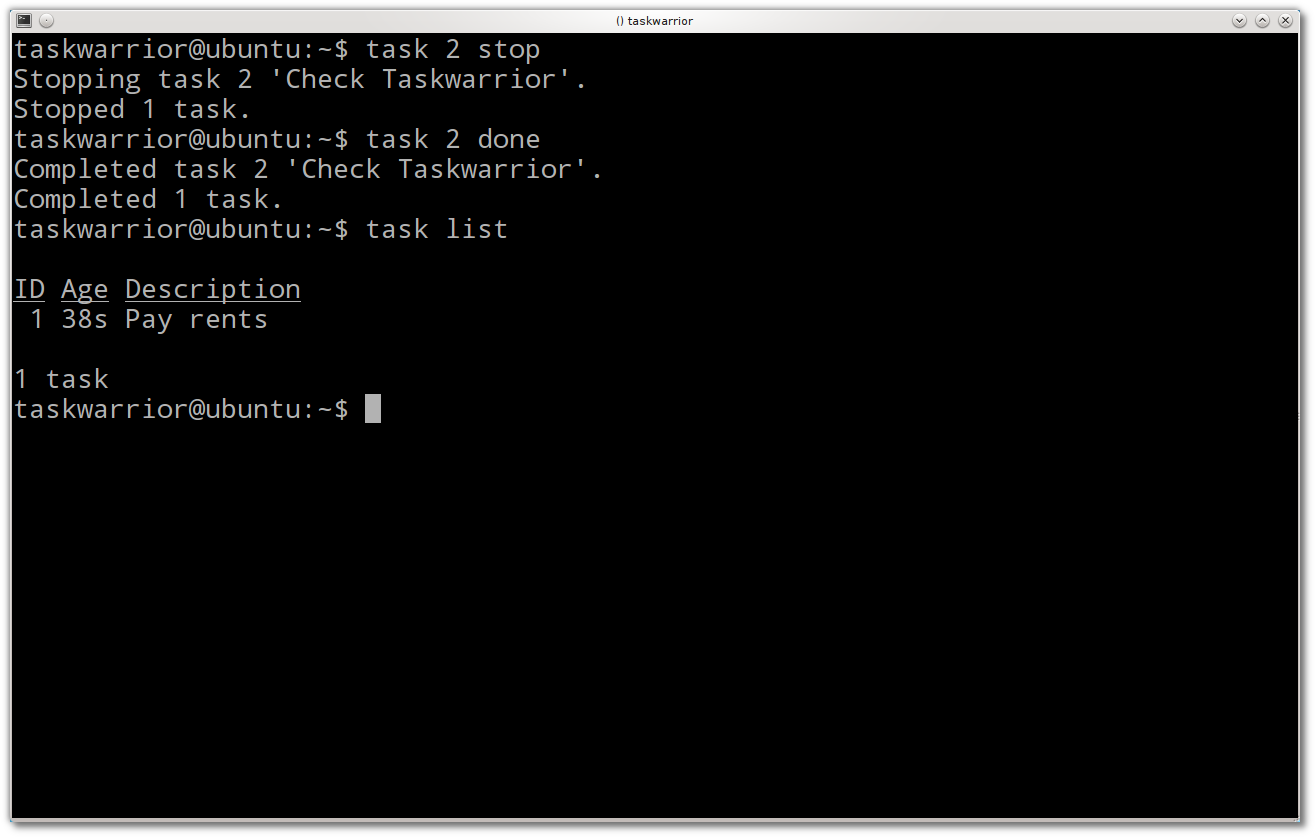 () taskwarrior
taskwarrior@ubuntu:~$ task 2 stop
Stopping task 2 'Check Taskwarrior'.
Stopped 1 task.
taskwarrior@ubuntu:~$ task 2 done
Completed task 2 'Check Taskwarrior'.
Completed 1 task.
taskwarrior@ubuntu:~$ task list
ID Age Description
1 38s Pay rents
1 task
taskwarrior@ubuntu:~$